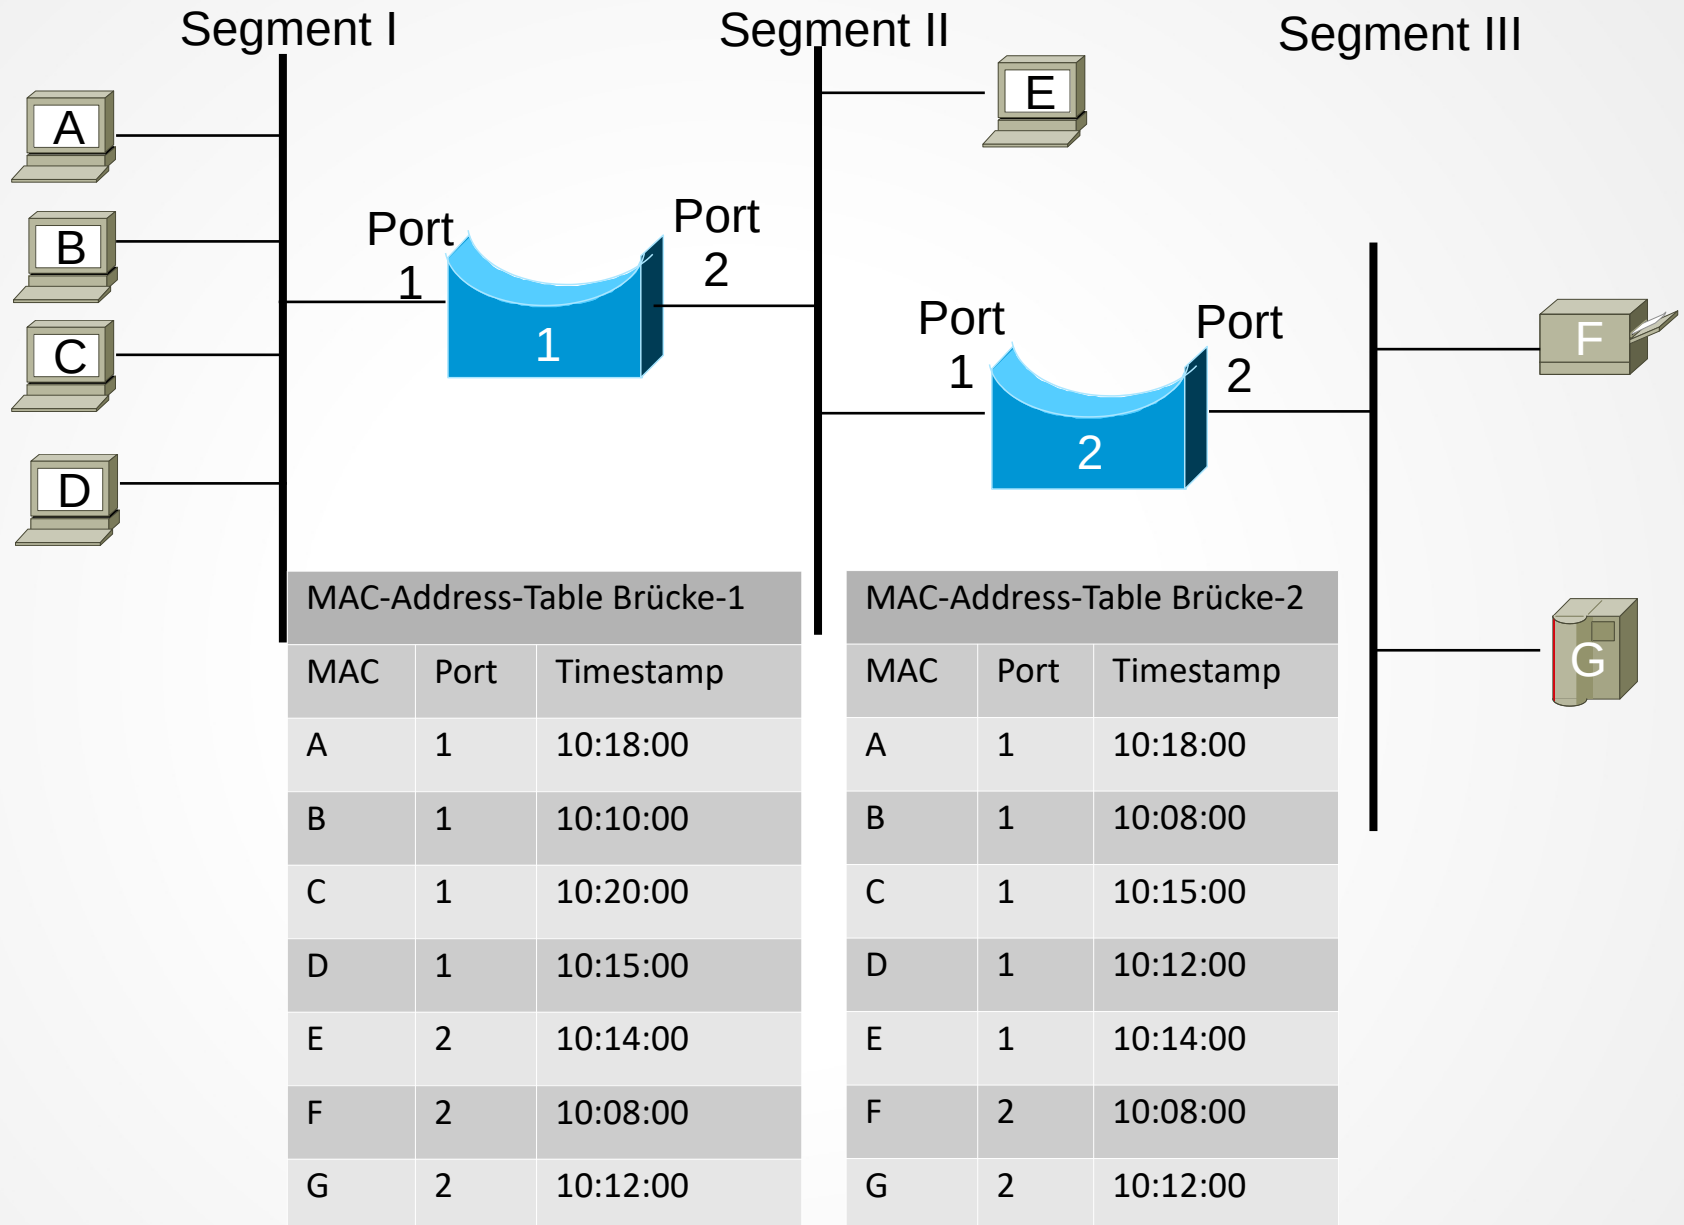 Segment I
Segment II
Segment III
A
E
B
Port
1
Port
2
1
C
Port
1
Port
2
F
2
D
G
MAC-Address-Table Brücke-1
MAC Port Timestamp
A 1 10:18:00
B 1 10:10:00
C 1 10:20:00
D 1 10:15:00
E 2 10:14:00
F 2 10:08:00
G 2 10:12:00
MAC-Address-Table Brücke-2
MAC Port Timestamp
A 1 10:18:00
B 1 10:08:00
C 1 10:15:00
D 1 10:12:00
E 1 10:14:00
F 2 10:08:00
G 2 10:12:00